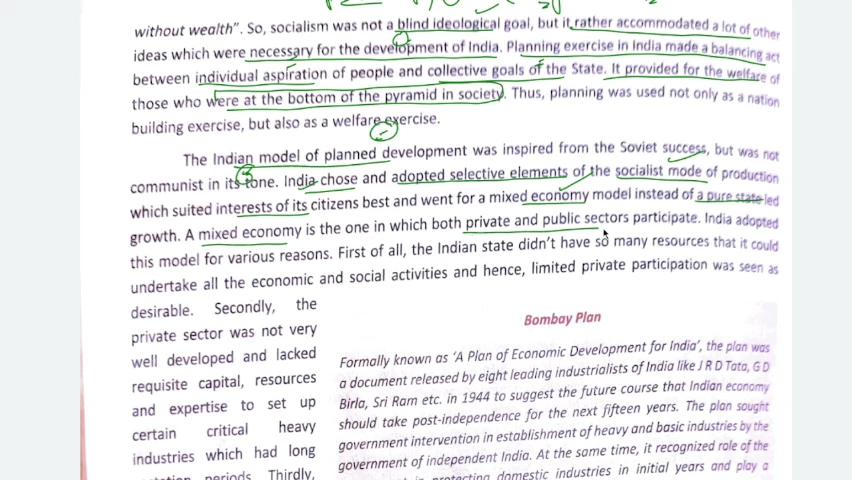 without wealth". So, socialism was not a blind ideological goal, but it rather accommodated a lot of other
ideas which were necessary for the development of India. Planning exercise in India made a balancing act
between individual aspiration of people and collective goals of the State. It provided for the welfare of
those who were at the bottom of the pyramid in society. Thus, planning was used not only as a nation
building exercise, but also as a welfare exercise.
The Indian model of planned development was inspired from the Soviet success, but was not
communist in its tone. India chose and adopted selective elements of the socialist mode of production
which suited interests of its citizens best and went for a mixed economy model instead of a pure state led
growth. A mixed economy is the one in which both private and public sectors participate. India adopted
this model for various reasons. First of all, the Indian state didn't have so many resources that it could
undertake all the economic and social activities and hence, limited private participation was seen as
desirable. Secondly, the
private sector was not very
well developed and lacked
requisite capital, resources
and expertise to set up
certain critical heavy
industries which had long
periods. Thirdly,
Bombay Plan
Formally known as 'A Plan of Economic Development for India', the plan was
a document released by eight leading industrialists of India like J R D Tata, G D
Birla, Sri Ram etc. in 1944 to suggest the future course that Indian economy
should take post-independence for the next fifteen years. The plan sought
government intervention in establishment of heavy and basic industries by the
government of independent India. At the same time, it recognized role of the
in protecting domestic industries in initial years and play a